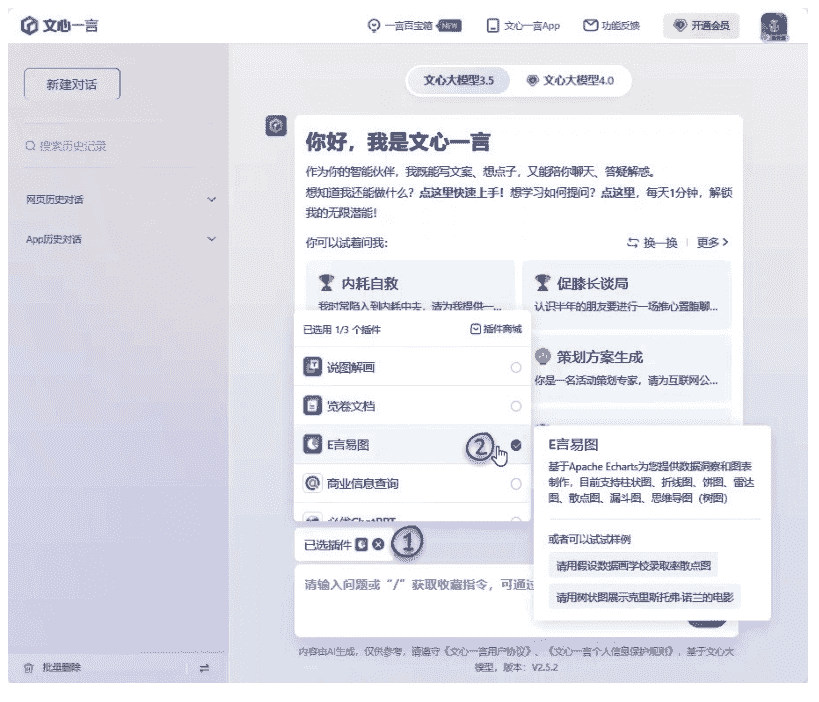 文心一言
一言百宝箱 NEW
文心一言App
功能反馈
开通会员
新建对话
搜索历史记录
网页历史对话
App历史对话
批量删除
文心大模型3.5
文心大模型4.0
你好，我是文心一言
作为你的智能伙伴，我既能写文案、想点子，又能陪你聊天、答疑解惑。
想知道我还能做什么？点这里快速上手！想学习如何提问？点这里，每天1分钟，解锁
我的无限潜能！
你可以试着问我：
换一换
更多
内耗自救
我时常陷入到内耗中去，请为我提供一...
促膝长谈局
认识半年的朋友要进行一场推心置腹聊...
策划方案生成
你是一名活动策划专家，请为互联网公...
已选用 1/3 个插件
插件商城
说图解画
览卷文档
E言易图
②
商业信息查询
E言易图
基于Apache Echarts为您提供数据洞察和图表
制作，目前支持柱状图、折线图、饼图、雷达
图、散点图、漏斗图、思维导图（树图）
或者可以试试样例
请用假设数据画学校录取率散点图
请用树状图展示克里斯托弗·诺兰的电影
已选插件
①
请输入问题或“/”获取收藏指令，可通过
内容由AI生成，仅供参考，请遵守《文心一言用户协议》、《文心一言个人信息保护规则》，基于文心大
模型，版本：V2.5.2